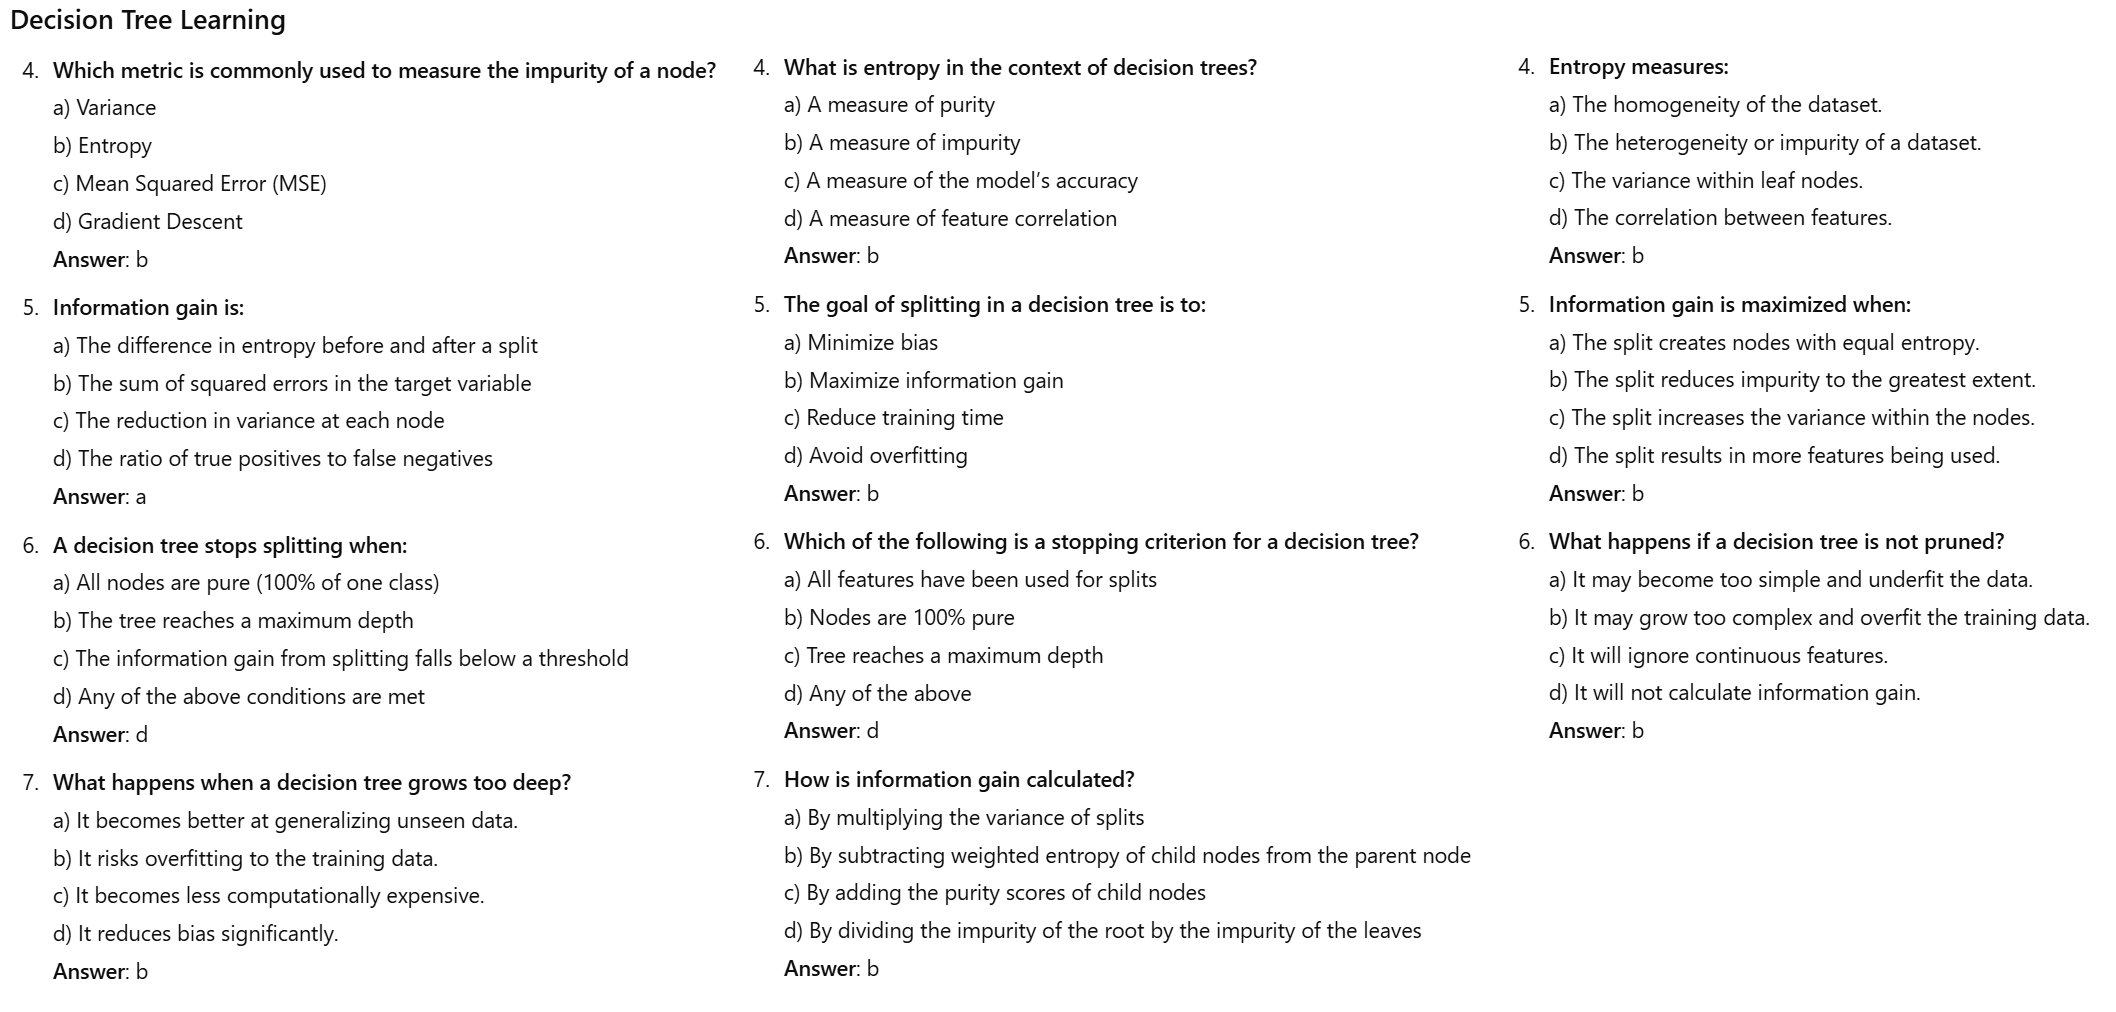 Decision Tree Learning
4. Which metric is commonly used to measure the impurity of a node?
a) Variance
b) Entropy
c) Mean Squared Error (MSE)
d) Gradient Descent
Answer: b
5. Information gain is:
a) The difference in entropy before and after a split
b) The sum of squared errors in the target variable
c) The reduction in variance at each node
d) The ratio of true positives to false negatives
Answer: a
6. A decision tree stops splitting when:
a) All nodes are pure (100% of one class)
b) The tree reaches a maximum depth
c) The information gain from splitting falls below a threshold
d) Any of the above conditions are met
Answer: d
7. What happens when a decision tree grows too deep?
a) It becomes better at generalizing unseen data.
b) It risks overfitting to the training data.
c) It becomes less computationally expensive.
d) It reduces bias significantly.
Answer: b
4. What is entropy in the context of decision trees?
a) A measure of purity
b) A measure of impurity
c) A measure of the model’s accuracy
d) A measure of feature correlation
Answer: b
5. The goal of splitting in a decision tree is to:
a) Minimize bias
b) Maximize information gain
c) Reduce training time
d) Avoid overfitting
Answer: b
6. Which of the following is a stopping criterion for a decision tree?
a) All features have been used for splits
b) Nodes are 100% pure
c) Tree reaches a maximum depth
d) Any of the above
Answer: d
7. How is information gain calculated?
a) By multiplying the variance of splits
b) By subtracting weighted entropy of child nodes from the parent node
c) By adding the purity scores of child nodes
d) By dividing the impurity of the root by the impurity of the leaves
Answer: b
4. Entropy measures:
a) The homogeneity of the dataset.
b) The heterogeneity or impurity of a dataset.
c) The variance within leaf nodes.
d) The correlation between features.
Answer: b
5. Information gain is maximized when:
a) The split creates nodes with equal entropy.
b) The split reduces impurity to the greatest extent.
c) The split increases the variance within the nodes.
d) The split results in more features being used.
Answer: b
6. What happens if a decision tree is not pruned?
a) It may become too simple and underfit the data.
b) It may grow too complex and overfit the training data.
c) It will ignore continuous features.
d) It will not calculate information gain.
Answer: b